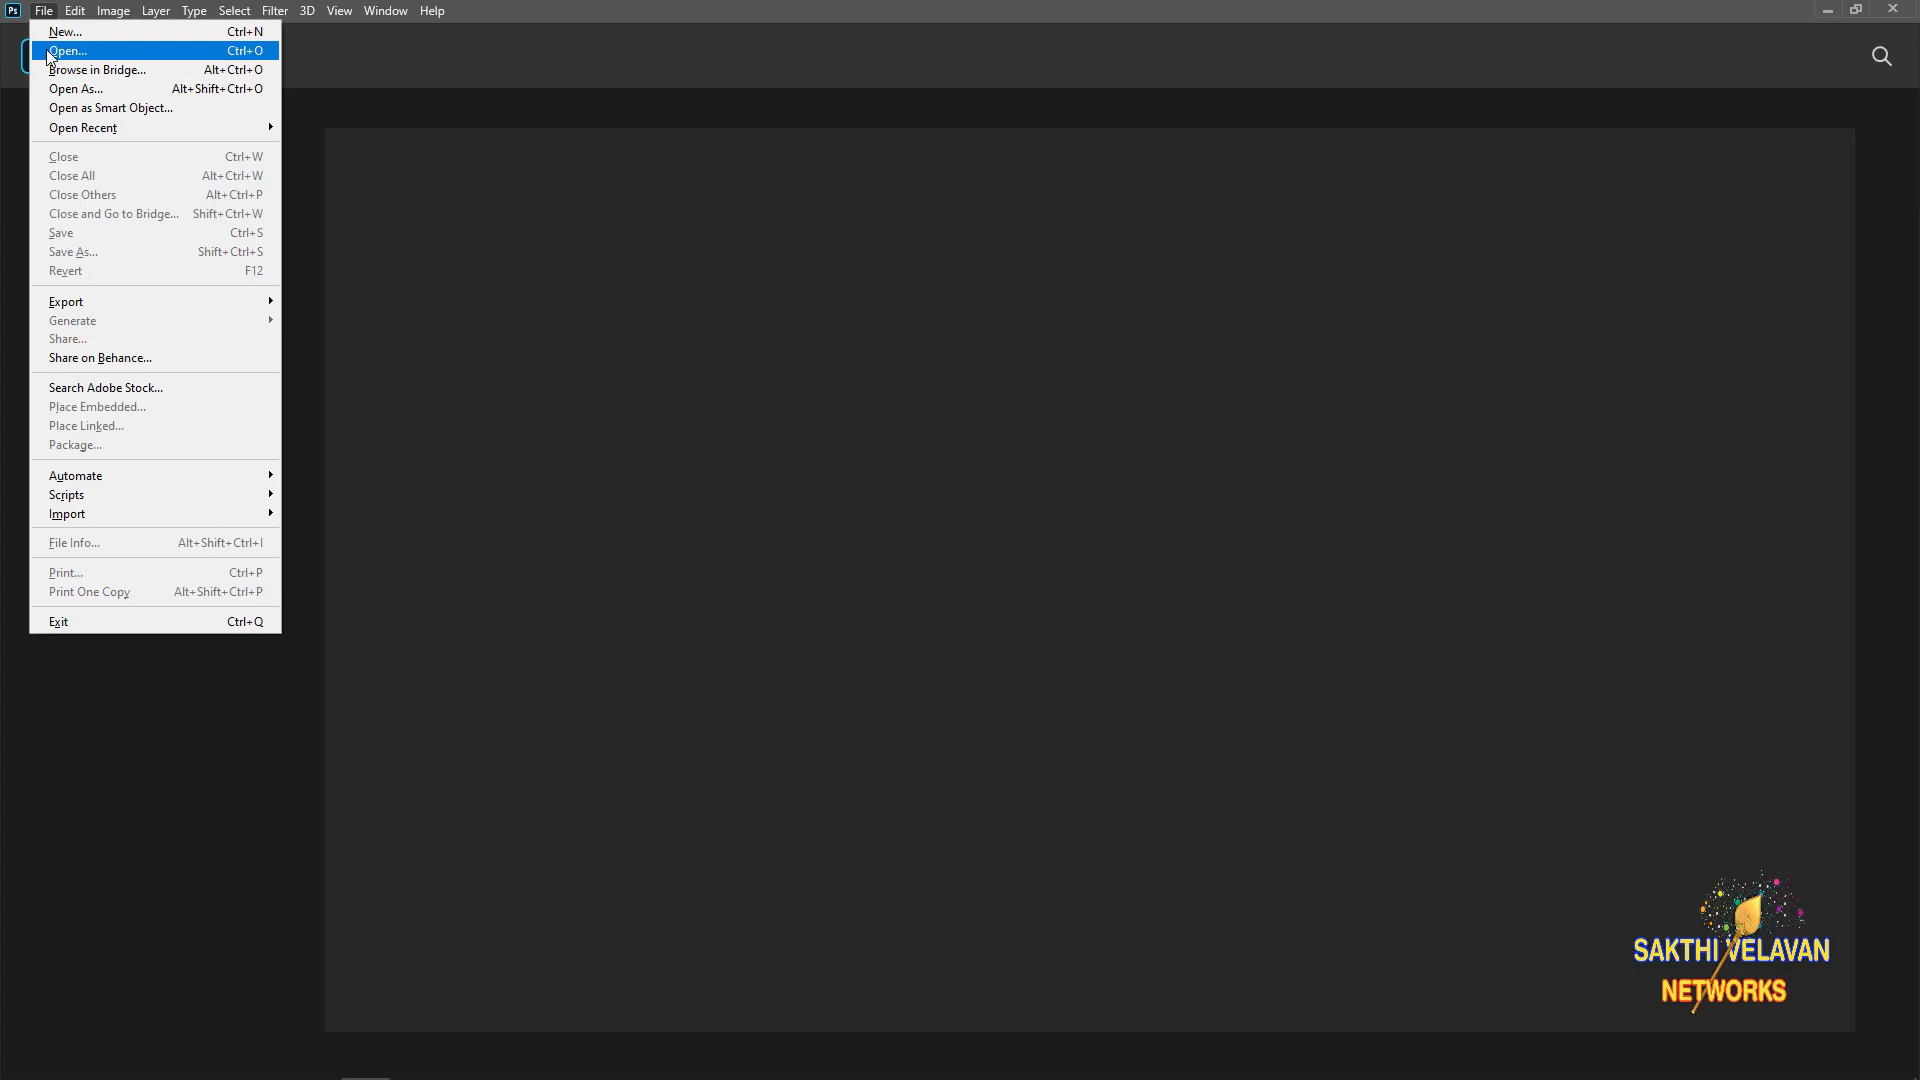 Ps File Edit Image Layer Type Select Filter 3D View Window Help
New... Ctrl+N
Open... Ctrl+O
Browse in Bridge... Alt+Ctrl+O
Open As... Alt+Shift+Ctrl+O
Open as Smart Object...
Open Recent
Close Ctrl+W
Close All Alt+Ctrl+W
Close Others Alt+Ctrl+P
Close and Go to Bridge... Shift+Ctrl+W
Save Ctrl+S
Save As... Shift+Ctrl+S
Revert F12
Export
Generate
Share...
Share on Behance...
Search Adobe Stock...
Place Embedded...
Place Linked...
Package...
Automate
Scripts
Import
File Info... Alt+Shift+Ctrl+I
Print... Ctrl+P
Print One Copy Alt+Shift+Ctrl+P
Exit Ctrl+Q
SAKTHI VELAVAN
NETWORKS